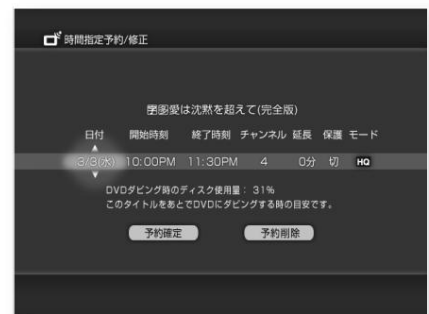 時間指定予約/修正
愛は沈黙を超えて(完全版)
日付 開始時刻 終了時刻 チャンネル 延長 保護 モード
3/3(水) 10:00PM 11:30PM 4 0分 切 HQ
DVDダビング時のディスク使用量: 31%
このタイトルをあとでDVDにダビングする時の目安です。
予約確定 予約削除